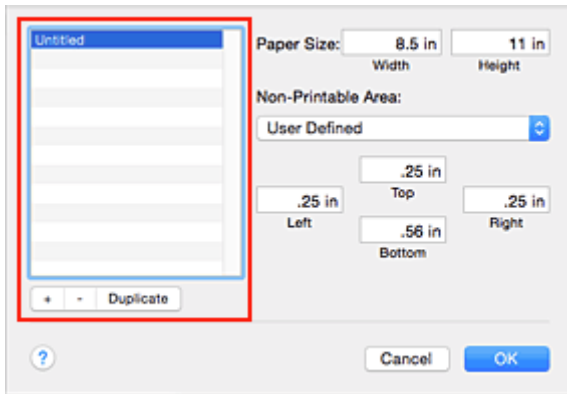 Untitled
Paper Size: 8.5 in 11 in
Width Height
Non-Printable Area:
User Defined
.25 in
Top
.25 in .25 in
Left Right
.56 in
Bottom
+ - Duplicate
? Cancel OK